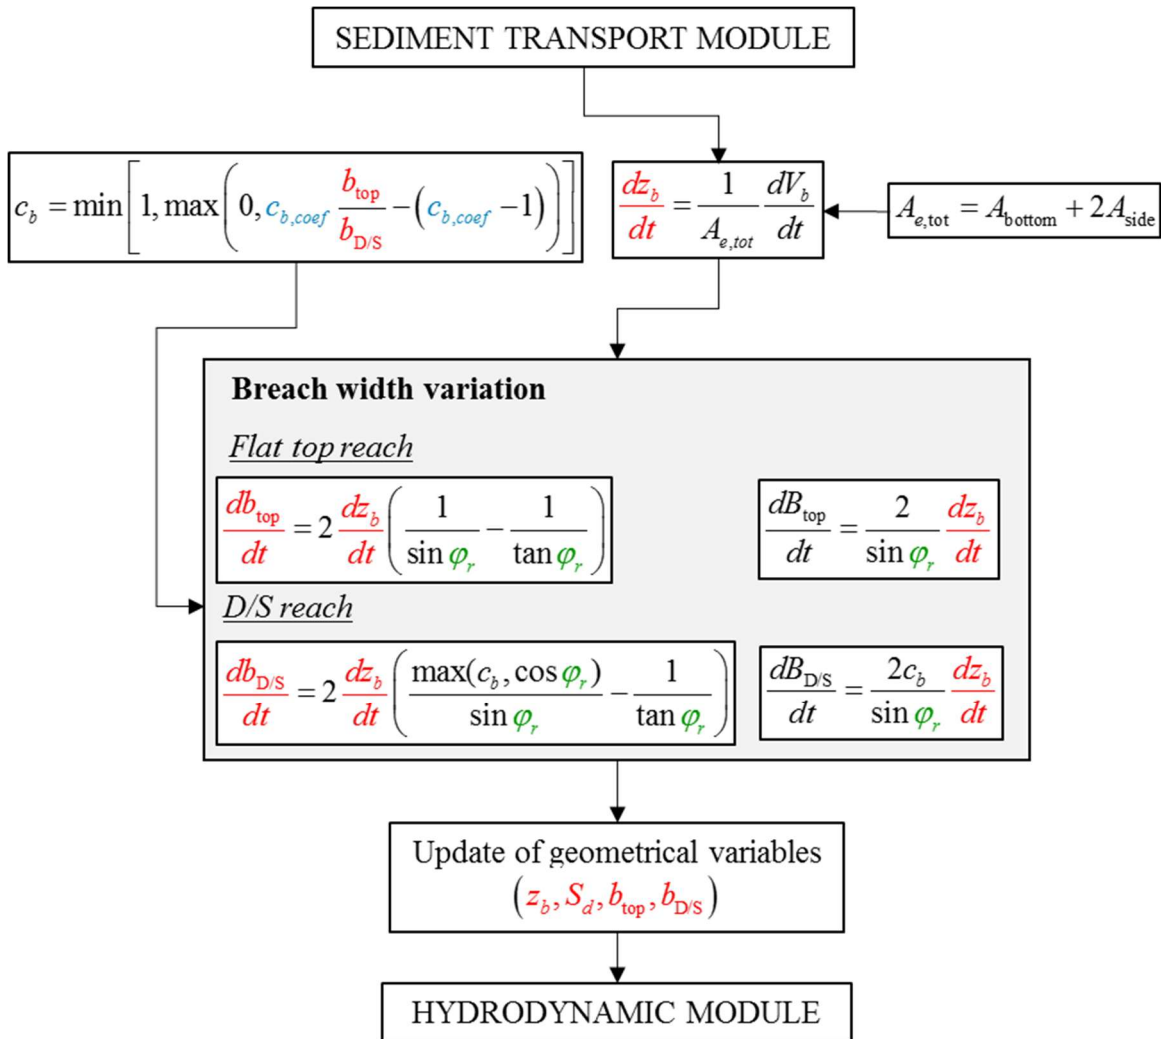 SEDIMENT TRANSPORT MODULE
c_b = min[1, max(0, c_{b,coef} b_top/b_D/S − (c_{b,coef} − 1))]
dz_b/dt = 1/A_{e,tot} dV_b/dt
A_{e,tot} = A_bottom + 2A_side
Breach width variation
Flat top reach
db_top/dt = 2 dz_b/dt (1/sin φ_r − 1/tan φ_r)
dB_top/dt = 2/sin φ_r dz_b/dt
D/S reach
db_D/S/dt = 2 dz_b/dt (max(c_b, cos φ_r)/sin φ_r − 1/tan φ_r)
dB_D/S/dt = 2c_b/sin φ_r dz_b/dt
Update of geometrical variables
(z_b, S_d, b_top, b_D/S)
HYDRODYNAMIC MODULE